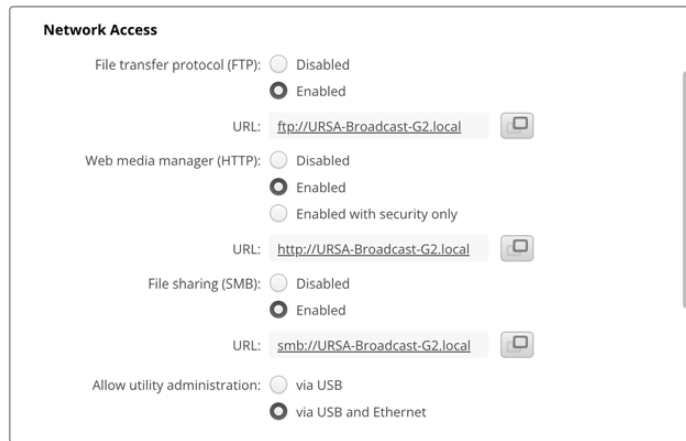 Network Access
File transfer protocol (FTP): Disabled
Enabled
URL: ftp://URSA-Broadcast-G2.local
Web media manager (HTTP): Disabled
Enabled
Enabled with security only
URL: http://URSA-Broadcast-G2.local
File sharing (SMB): Disabled
Enabled
URL: smb://URSA-Broadcast-G2.local
Allow utility administration: via USB
via USB and Ethernet